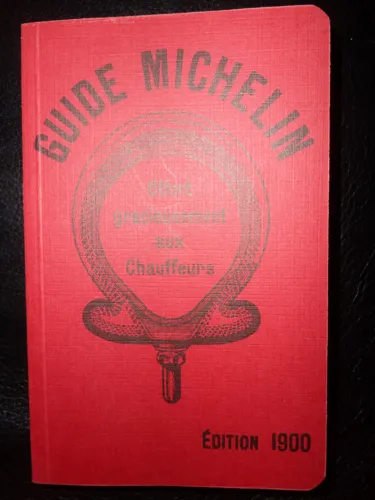 GUIDE MICHELIN
Offert
gracieusement
aux
Chauffeurs
ÉDITION 1900